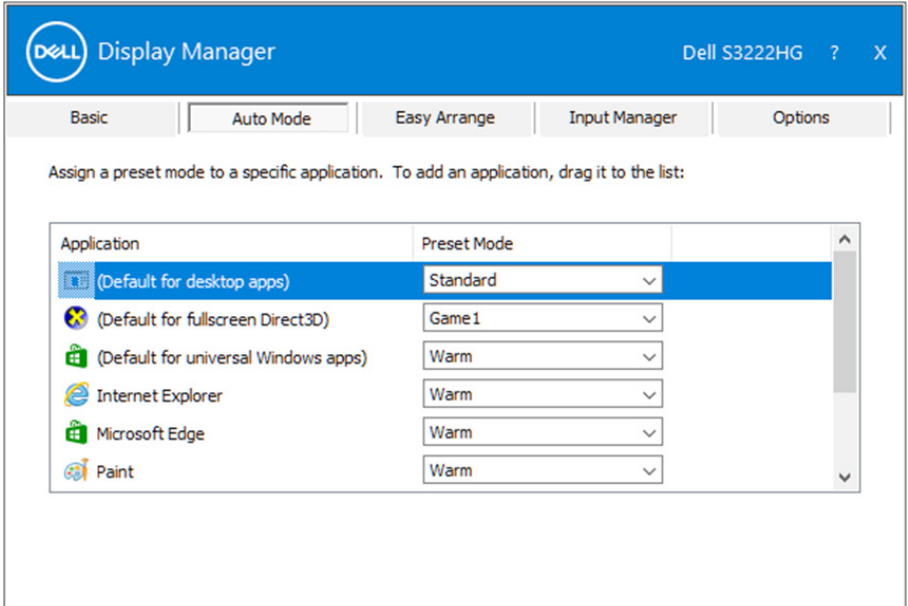 DELL Display Manager Dell S3222HG ? X
Basic Auto Mode Easy Arrange Input Manager Options
Assign a preset mode to a specific application. To add an application, drag it to the list:
Application Preset Mode
(Default for desktop apps) Standard
(Default for fullscreen Direct3D) Game1
(Default for universal Windows apps) Warm
Internet Explorer Warm
Microsoft Edge Warm
Paint Warm